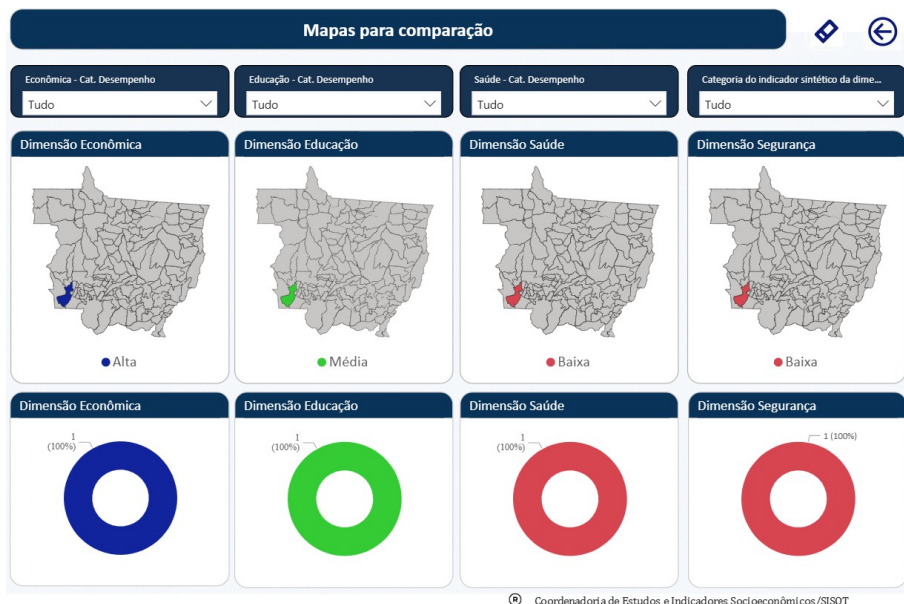 Mapas para comparação
Econômica - Cat. Desempenho
Tudo
Educação - Cat. Desempenho
Tudo
Saúde - Cat. Desempenho
Tudo
Categoria do indicador sintético da dime...
Tudo
Dimensão Econômica
Alta
Dimensão Educação
Média
Dimensão Saúde
Baixa
Dimensão Segurança
Baixa
Dimensão Econômica
1
(100%)
Dimensão Educação
1
(100%)
Dimensão Saúde
1
(100%)
Dimensão Segurança
1 (100%)
® Coordenadoria de Estudos e Indicadores Socioeconômicos/SISOT